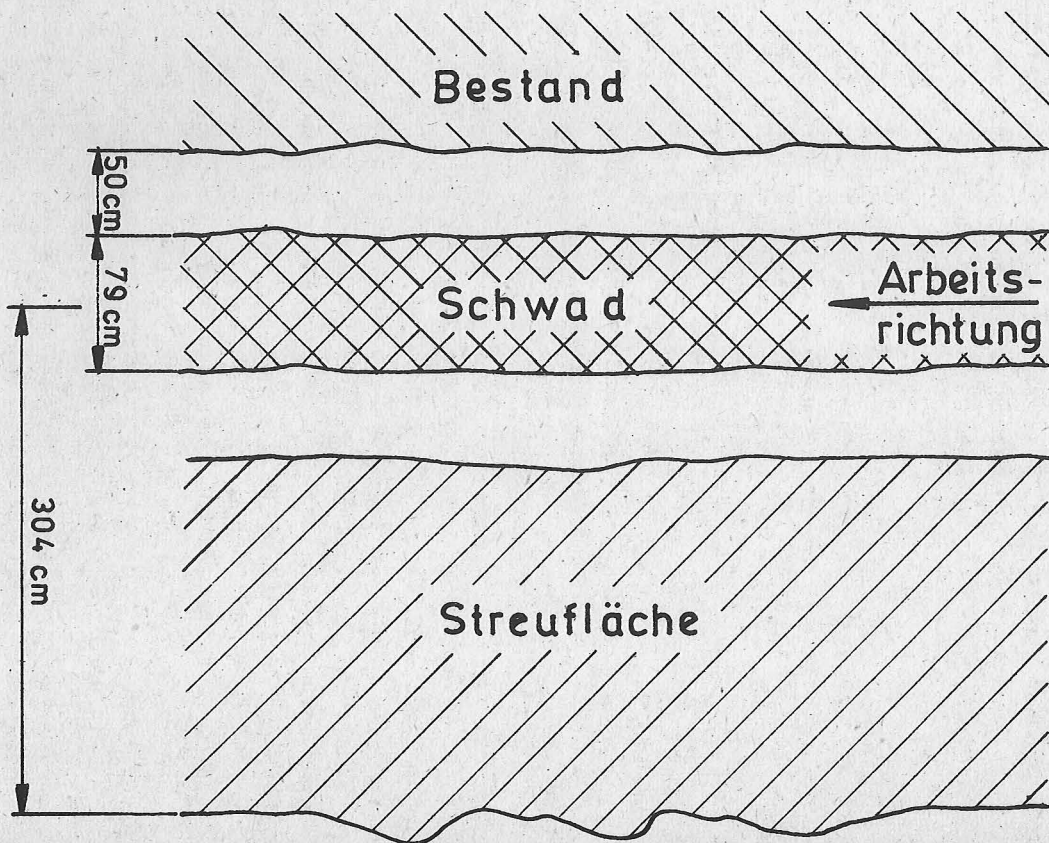 Bestand
50 cm
79 cm
Schwad
Arbeits-
richtung
304 cm
Streufläche